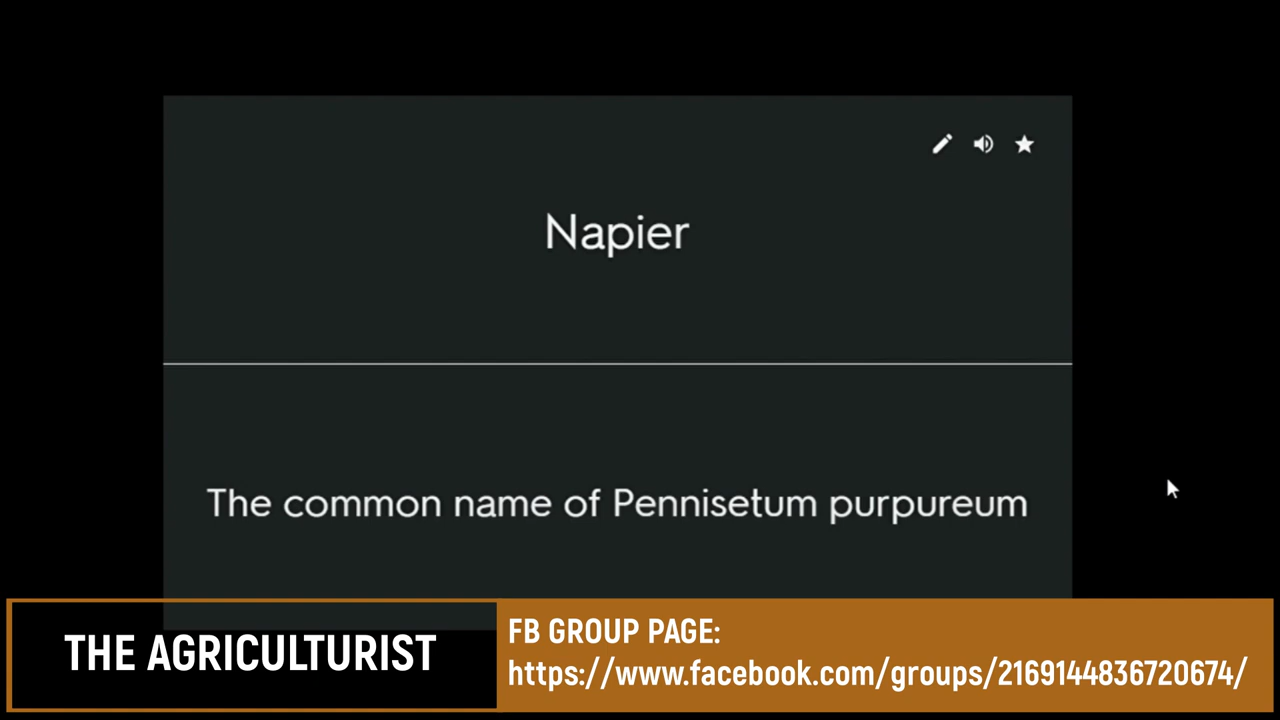 Napier
The common name of Pennisetum purpureum
THE AGRICULTURIST
FB GROUP PAGE:
https://www.facebook.com/groups/2169144836720674/